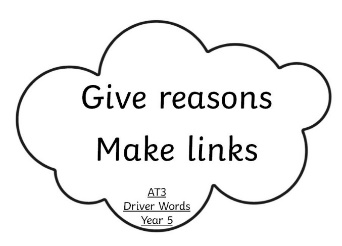 Give reasons
Make links
AT3
Driver Words
Year 5